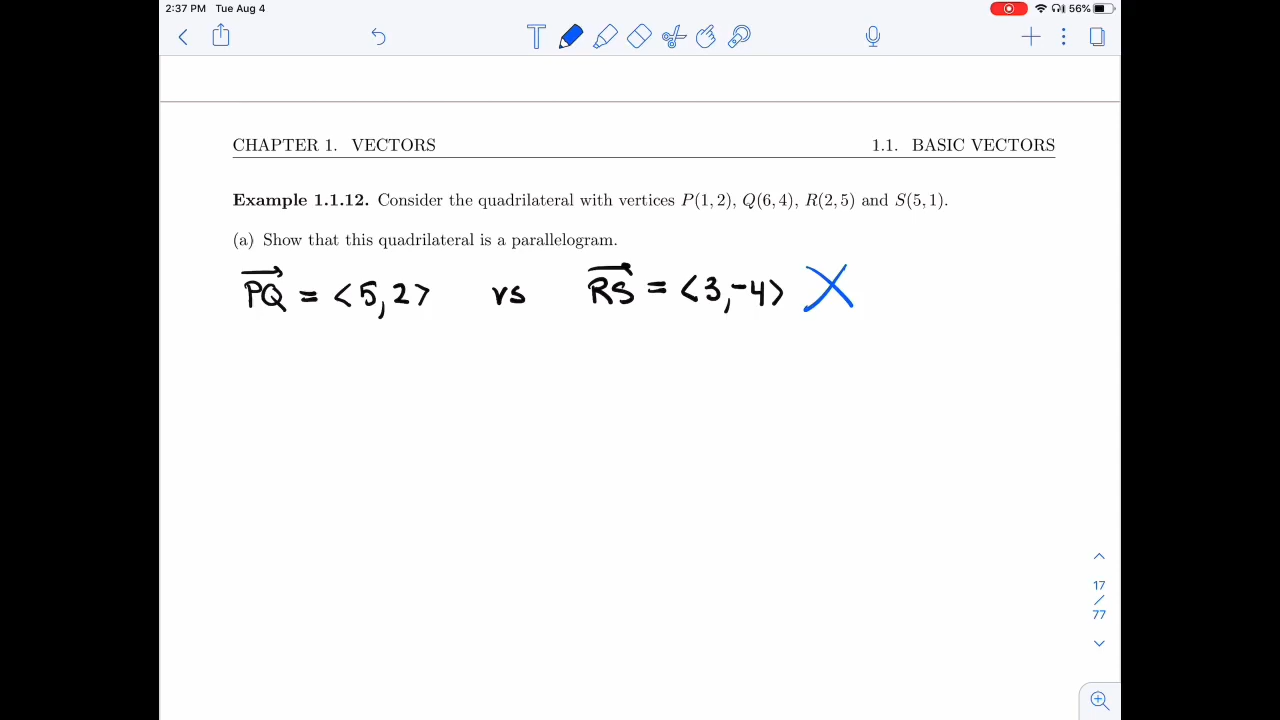 2:37 PM Tue Aug 4 56%
T
CHAPTER 1. VECTORS 1.1. BASIC VECTORS
Example 1.1.12. Consider the quadrilateral with vertices P(1, 2), Q(6, 4), R(2, 5) and S(5, 1).
(a) Show that this quadrilateral is a parallelogram.
PQ = <5, 2> vs RS = <3, -4> X
17
/
77